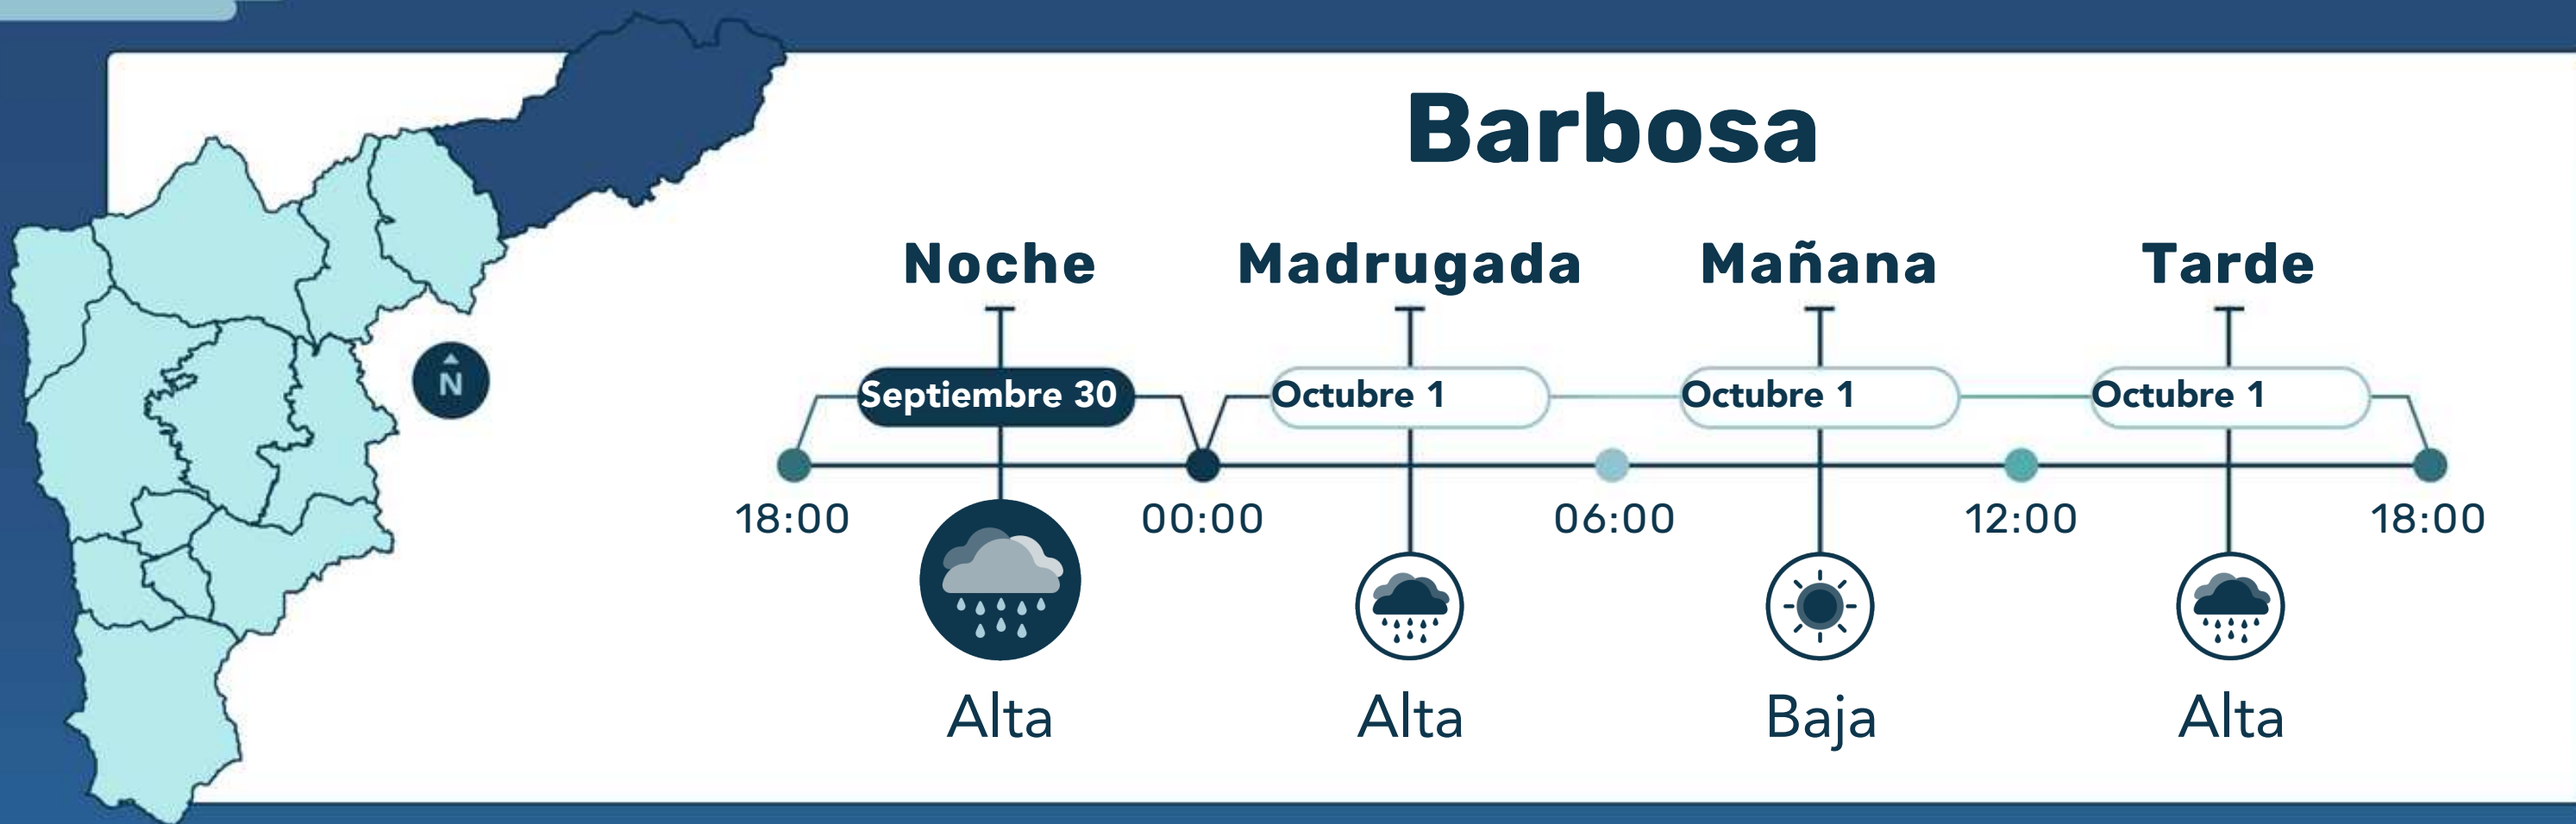 Barbosa
Noche Madrugada Mañana Tarde
Septiembre 30 Octubre 1 Octubre 1 Octubre 1
N
18:00 00:00 06:00 12:00 18:00
Alta Alta Baja Alta